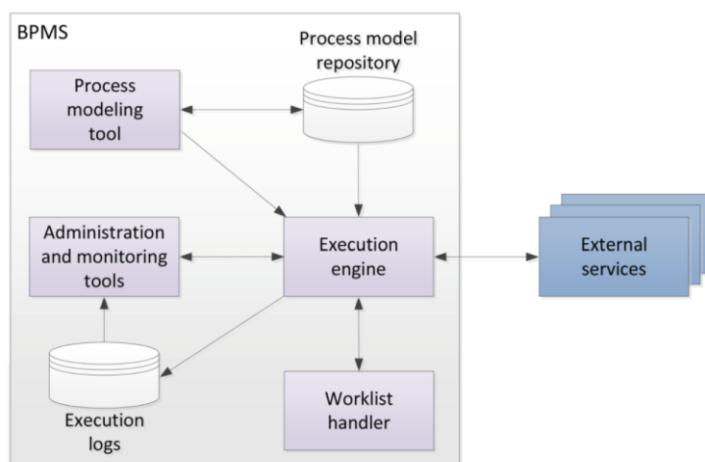 BPMS
Process model
repository
Process
modeling
tool
Administration
and monitoring
tools
Execution
engine
External
services
Execution
logs
Worklist
handler